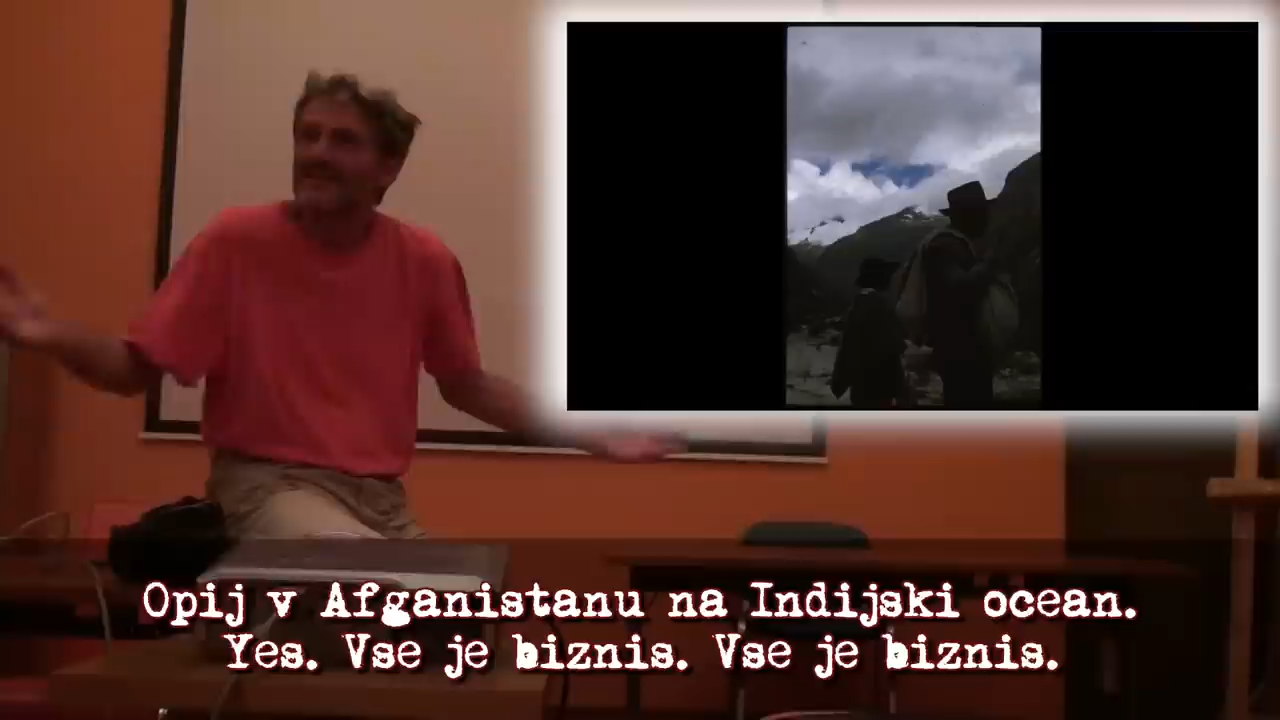 Opij v Afganistanu na Indijski ocean.
Yes. Vse je biznis. Vse je biznis.